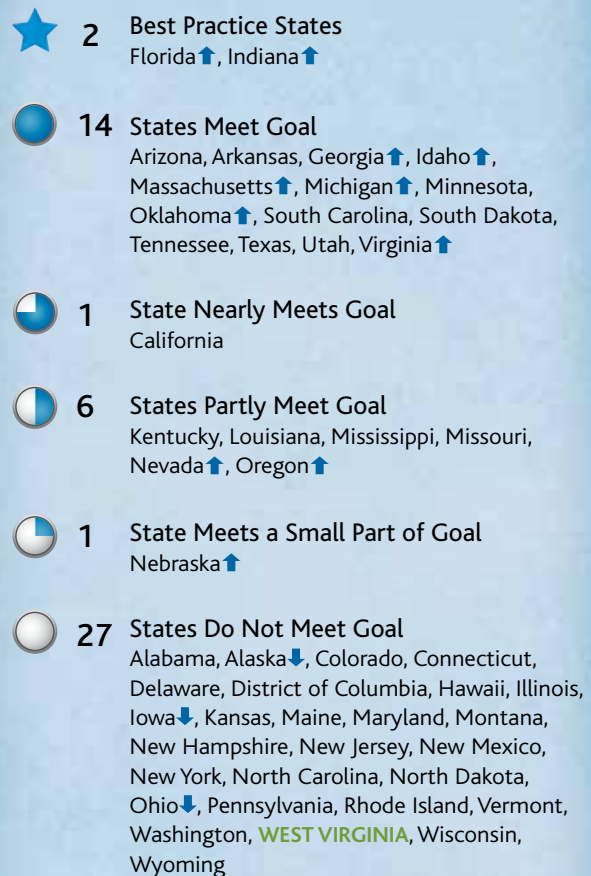 2 Best Practice States
Florida⬆, Indiana⬆
14 States Meet Goal
Arizona, Arkansas, Georgia⬆, Idaho⬆,
Massachusetts⬆, Michigan⬆, Minnesota,
Oklahoma⬆, South Carolina, South Dakota,
Tennessee, Texas, Utah, Virginia⬆
1 State Nearly Meets Goal
California
6 States Partly Meet Goal
Kentucky, Louisiana, Mississippi, Missouri,
Nevada⬆, Oregon⬆
1 State Meets a Small Part of Goal
Nebraska⬆
27 States Do Not Meet Goal
Alabama, Alaska⬇, Colorado, Connecticut,
Delaware, District of Columbia, Hawaii, Illinois,
Iowa⬇, Kansas, Maine, Maryland, Montana,
New Hampshire, New Jersey, New Mexico,
New York, North Carolina, North Dakota,
Ohio⬇, Pennsylvania, Rhode Island, Vermont,
Washington, WEST VIRGINIA, Wisconsin,
Wyoming